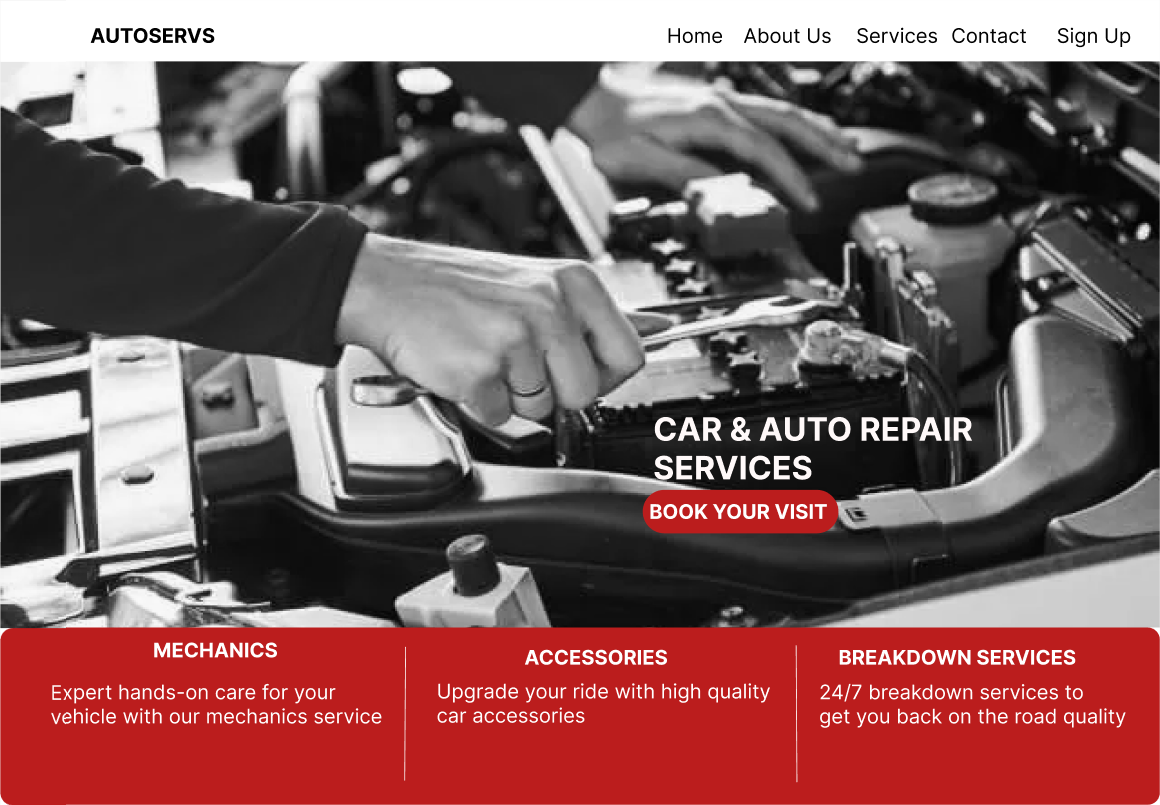 AUTOSERVS
Home About Us Services Contact Sign Up
CAR & AUTO REPAIR
SERVICES
BOOK YOUR VISIT
MECHANICS
Expert hands-on care for your
vehicle with our mechanics service
ACCESSORIES
Upgrade your ride with high quality
car accessories
BREAKDOWN SERVICES
24/7 breakdown services to
get you back on the road quality